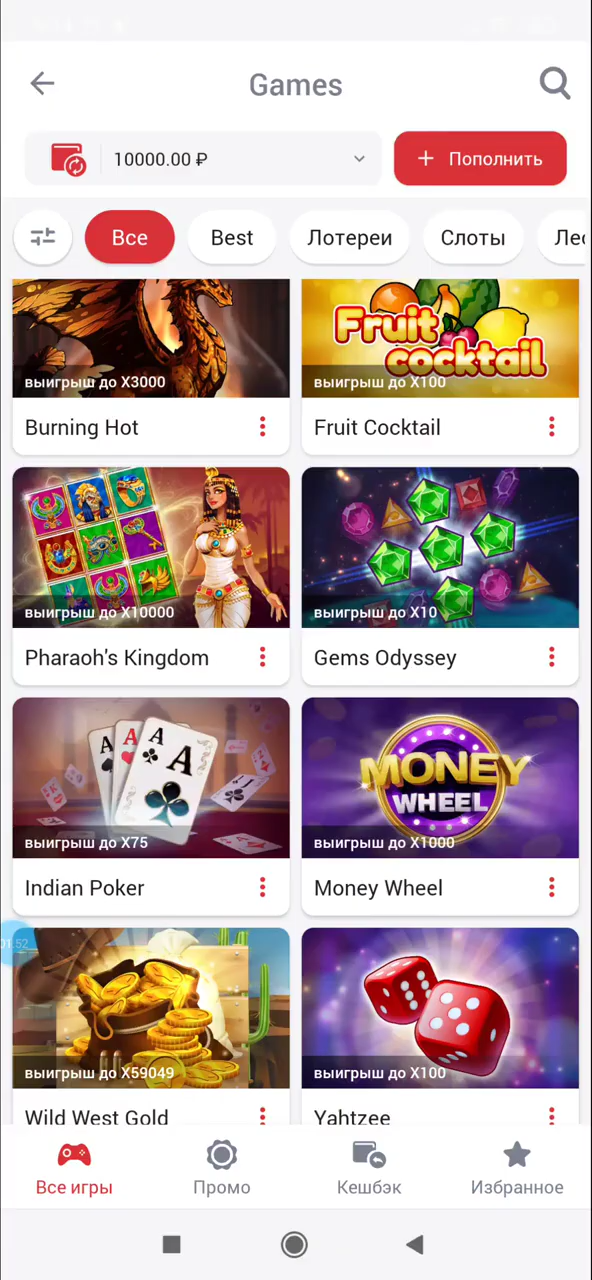 Games
10000.00 ₽
+ Пополнить
Все
Best
Лотереи
Слоты
Лес
выигрыш до X3000
Fruit cocktail
выигрыш до X100
Burning Hot
Fruit Cocktail
выигрыш до X10000
выигрыш до X10
Pharaoh's Kingdom
Gems Odyssey
A
A
A
A
выигрыш до X75
MONEY
WHEEL
выигрыш до X1000
Indian Poker
Money Wheel
01.52
выигрыш до X59049
выигрыш до X100
Wild West Gold
Yahtzee
Все игры
Промо
Кешбэк
Избранное